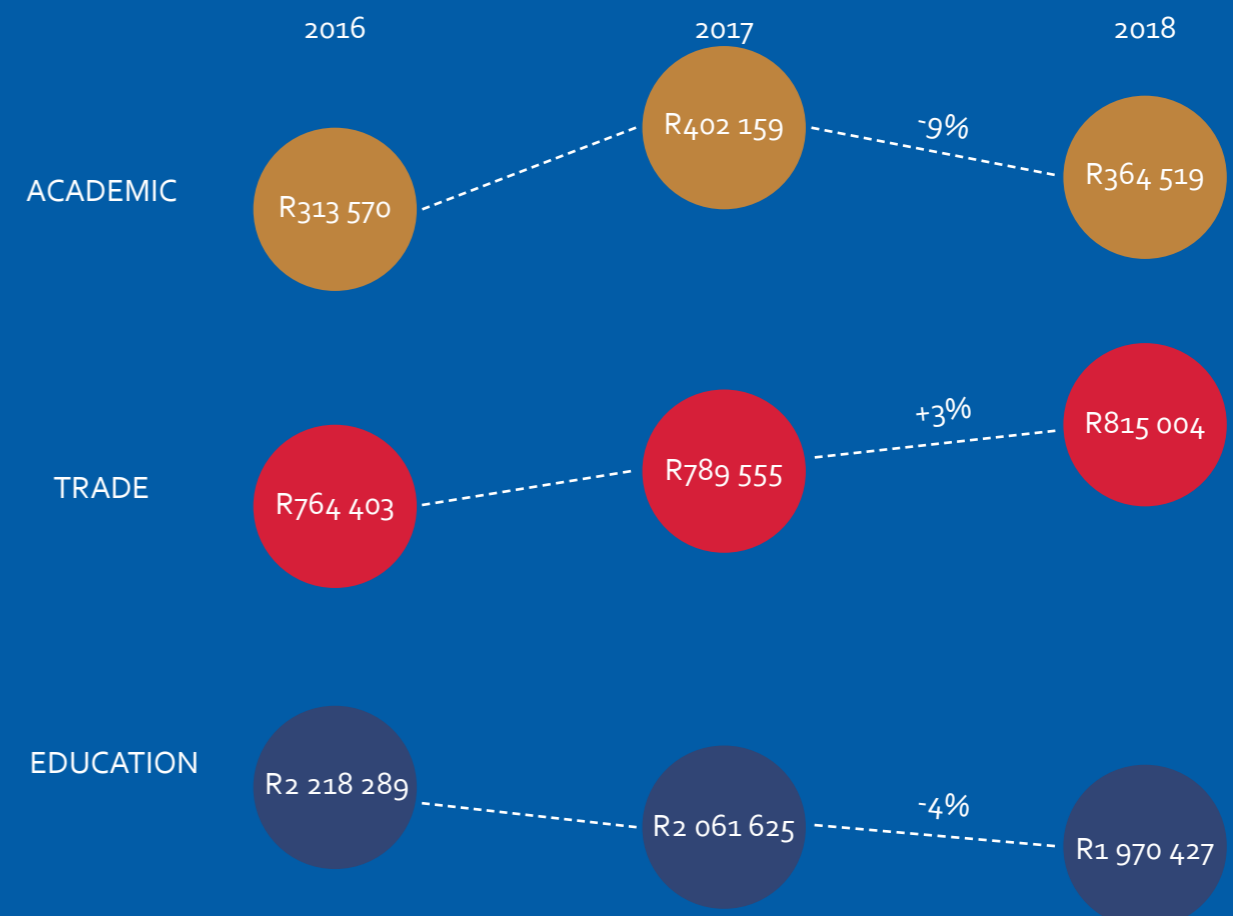 2016 2017 2018
ACADEMIC R313 570 R402 159 -9% R364 519
TRADE R764 403 R789 555 +3% R815 004
EDUCATION R2 218 289 R2 061 625 -4% R1 970 427